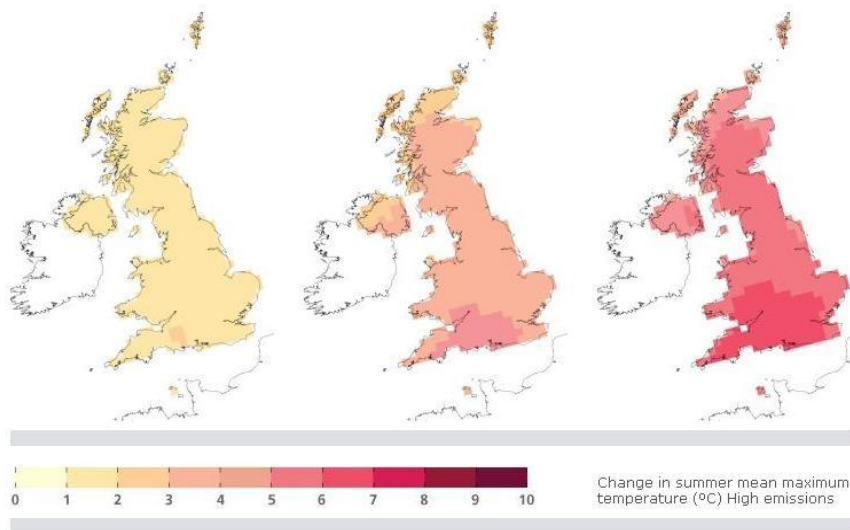 0 1 2 3 4 5 6 7 8 9 10
Change in summer mean maximum
temperature (ºC) High emissions